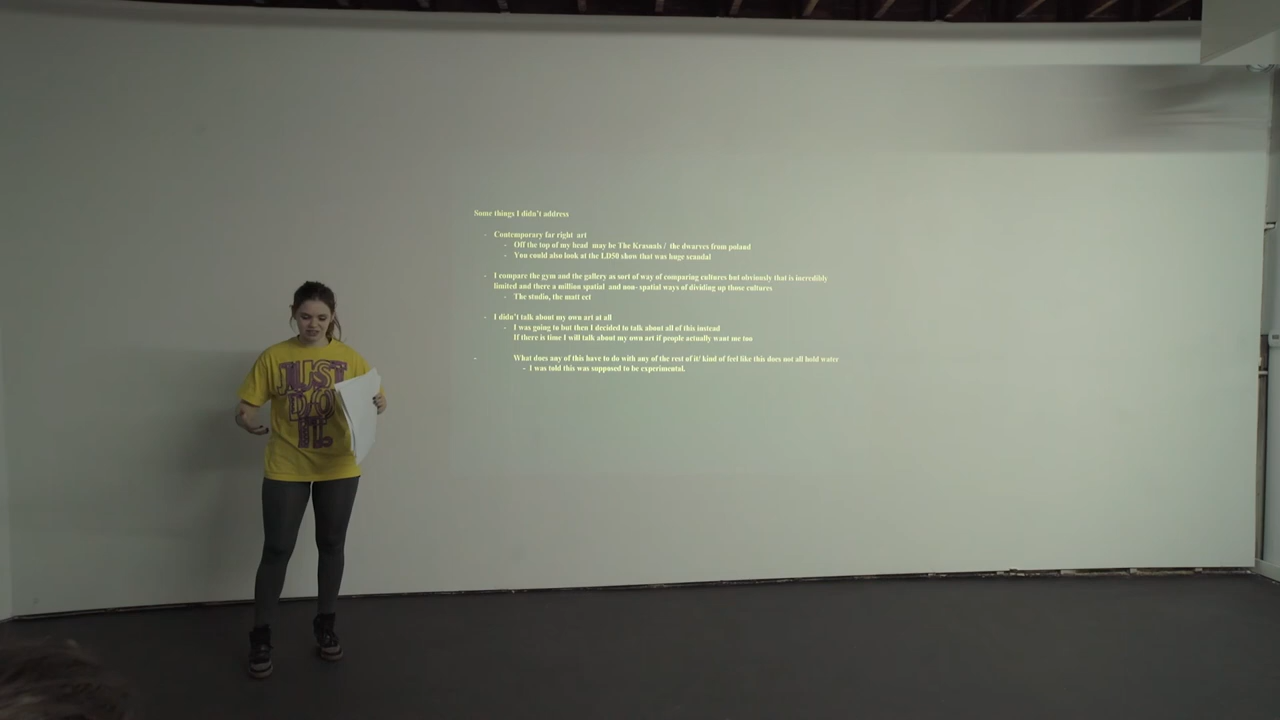 Some things I didn't address
- Contemporary far right art
- Off the top of my head may be The Krasnals / the dwarves from poland
- You could also look at the LD50 show that was huge scandal
- I compare the gym and the gallery as sort of way of comparing cultures but obviously that is incredibly
limited and there a million spatial and non- spatial ways of dividing up those cultures
- The studio, the matt ect
- I didn't talk about my own art at all
- I was going to but then I decided to talk about all of this instead
If there is time I will talk about my own art if people actually want me too
- What does any of this have to do with any of the rest of it/ kind of feel like this does not all hold water
- I was told this was supposed to be experimental.
JUST
DO
IT.